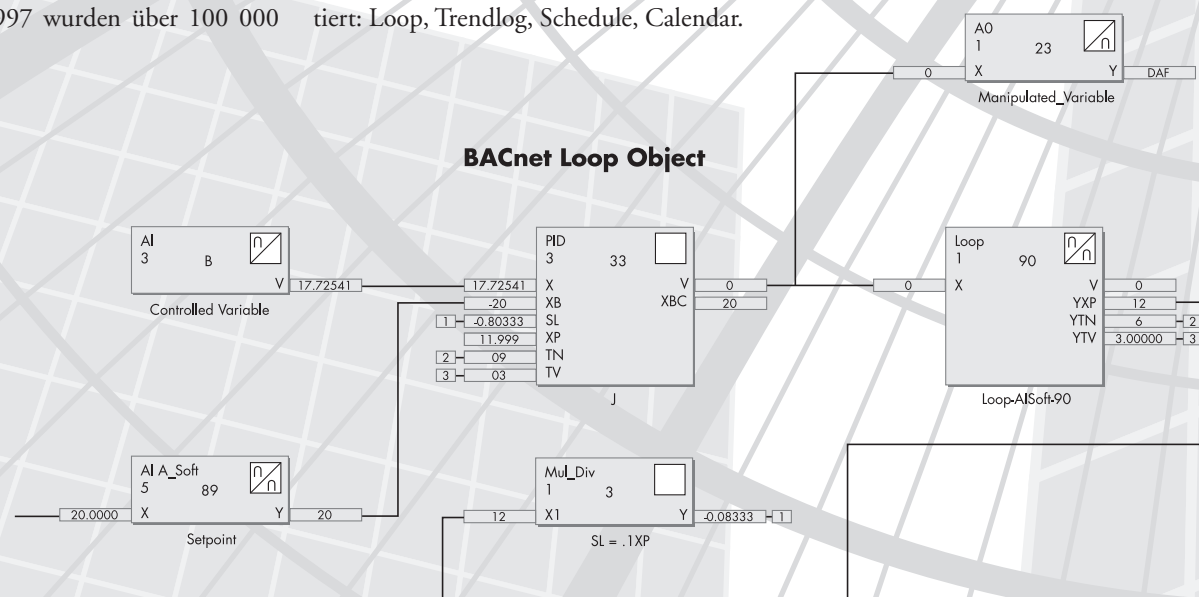 997 wurden über 100 000
tiert: Loop, Trendlog, Schedule, Calendar.
A0
1
23
n
0
X
Y
DAF
Manipulated_Variable
BACnet Loop Object
AI
3
B
n
V
17.72541
Controlled Variable
PID
3
33
17.72541
X
V
0
-20
XB
XBC
20
1
-0.80333
SL
11.999
XP
2
09
TN
3
03
TV
J
Loop
1
90
n
0
X
V
0
YXP
12
YTN
6
2
YTV
3.00000
3
Loop-AISoft-90
AI A_Soft
5
89
n
20.0000
X
Y
20
Setpoint
Mul_Div
1
3
12
X1
Y
-0.08333
1
SL = .1XP